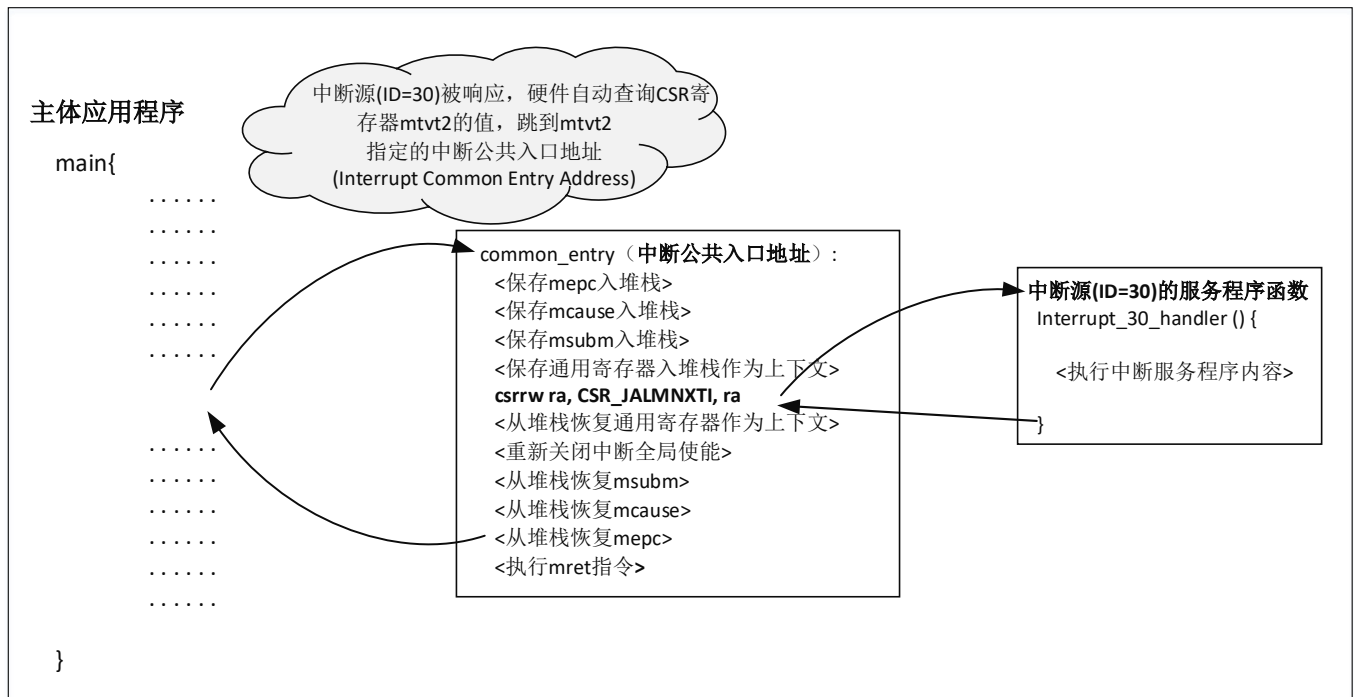 中断源(ID=30)被响应，硬件自动查询CSR寄
存器mtvt2的值，跳到mtvt2
指定的中断公共入口地址
(Interrupt Common Entry Address)
主体应用程序
main{
......
......
......
......
......
......
......
......
......
......
......
......
}
common_entry（中断公共入口地址）:
<保存mepc入堆栈>
<保存mcause入堆栈>
<保存msubm入堆栈>
<保存通用寄存器入堆栈作为上下文>
csrrw ra, CSR_JALMNXTI, ra
<从堆栈恢复通用寄存器作为上下文>
<重新关闭中断全局使能>
<从堆栈恢复msubm>
<从堆栈恢复mcause>
<从堆栈恢复mepc>
<执行mret指令>
中断源(ID=30)的服务程序函数
Interrupt_30_handler () {
<执行中断服务程序内容>
}